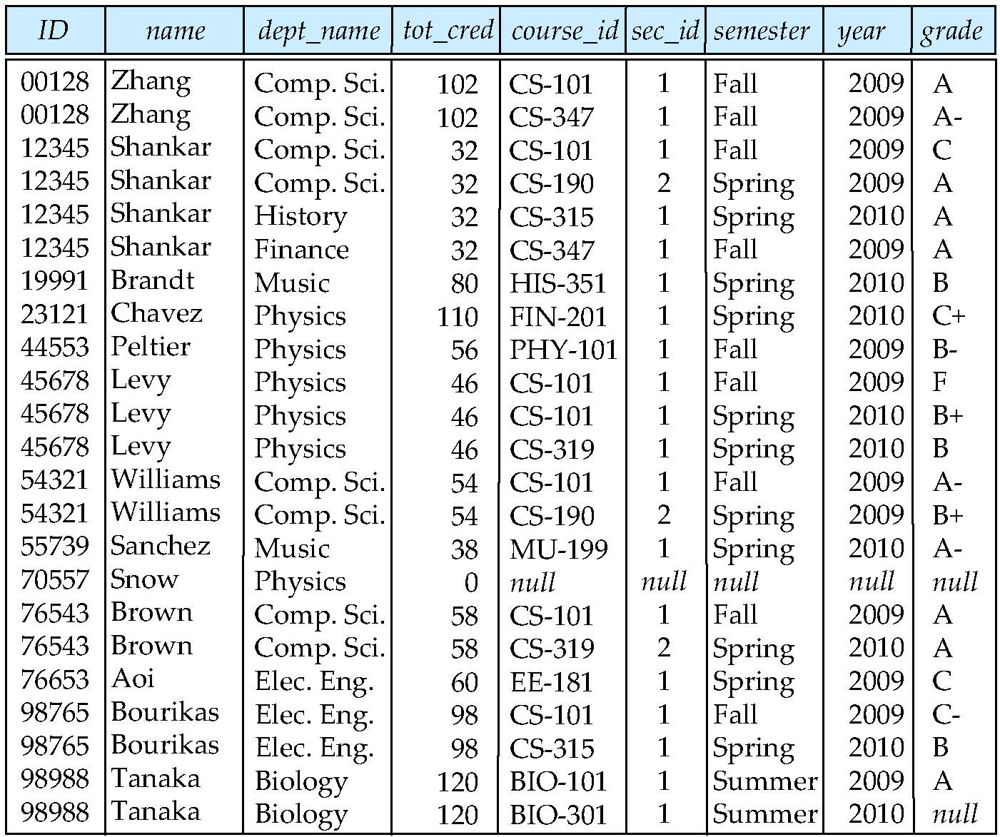 ID name dept_name tot_cred course_id sec_id semester year grade
00128 Zhang Comp. Sci. 102 CS-101 1 Fall 2009 A
00128 Zhang Comp. Sci. 102 CS-347 1 Fall 2009 A-
12345 Shankar Comp. Sci. 32 CS-101 1 Fall 2009 C
12345 Shankar Comp. Sci. 32 CS-190 2 Spring 2009 A
12345 Shankar History 32 CS-315 1 Spring 2010 A
12345 Shankar Finance 32 CS-347 1 Fall 2009 A
19991 Brandt Music 80 HIS-351 1 Spring 2010 B
23121 Chavez Physics 110 FIN-201 1 Spring 2010 C+
44553 Peltier Physics 56 PHY-101 1 Fall 2009 B-
45678 Levy Physics 46 CS-101 1 Fall 2009 F
45678 Levy Physics 46 CS-101 1 Spring 2010 B+
45678 Levy Physics 46 CS-319 1 Spring 2010 B
54321 Williams Comp. Sci. 54 CS-101 1 Fall 2009 A-
54321 Williams Comp. Sci. 54 CS-190 2 Spring 2009 B+
55739 Sanchez Music 38 MU-199 1 Spring 2010 A-
70557 Snow Physics 0 null null null null null
76543 Brown Comp. Sci. 58 CS-101 1 Fall 2009 A
76543 Brown Comp. Sci. 58 CS-319 2 Spring 2010 A
76653 Aoi Elec. Eng. 60 EE-181 1 Spring 2009 C
98765 Bourikas Elec. Eng. 98 CS-101 1 Fall 2009 C-
98765 Bourikas Elec. Eng. 98 CS-315 1 Spring 2010 B
98988 Tanaka Biology 120 BIO-101 1 Summer 2009 A
98988 Tanaka Biology 120 BIO-301 1 Summer 2010 null